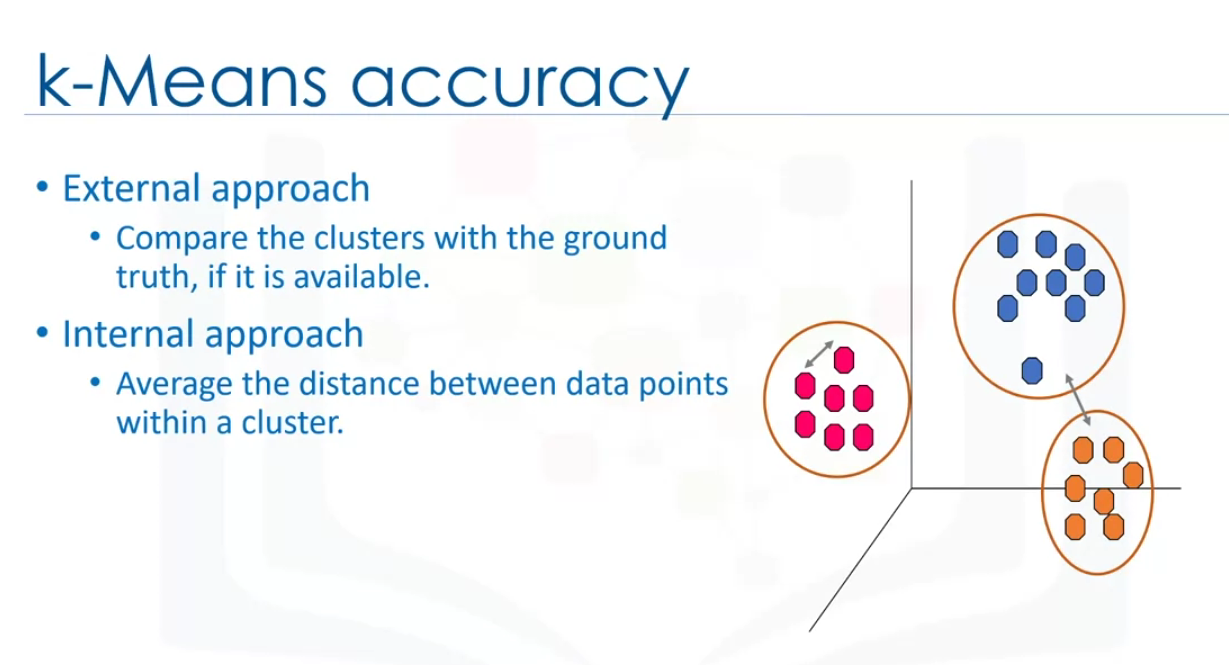 k-Means accuracy
• External approach
• Compare the clusters with the ground
truth, if it is available.
• Internal approach
• Average the distance between data points
within a cluster.